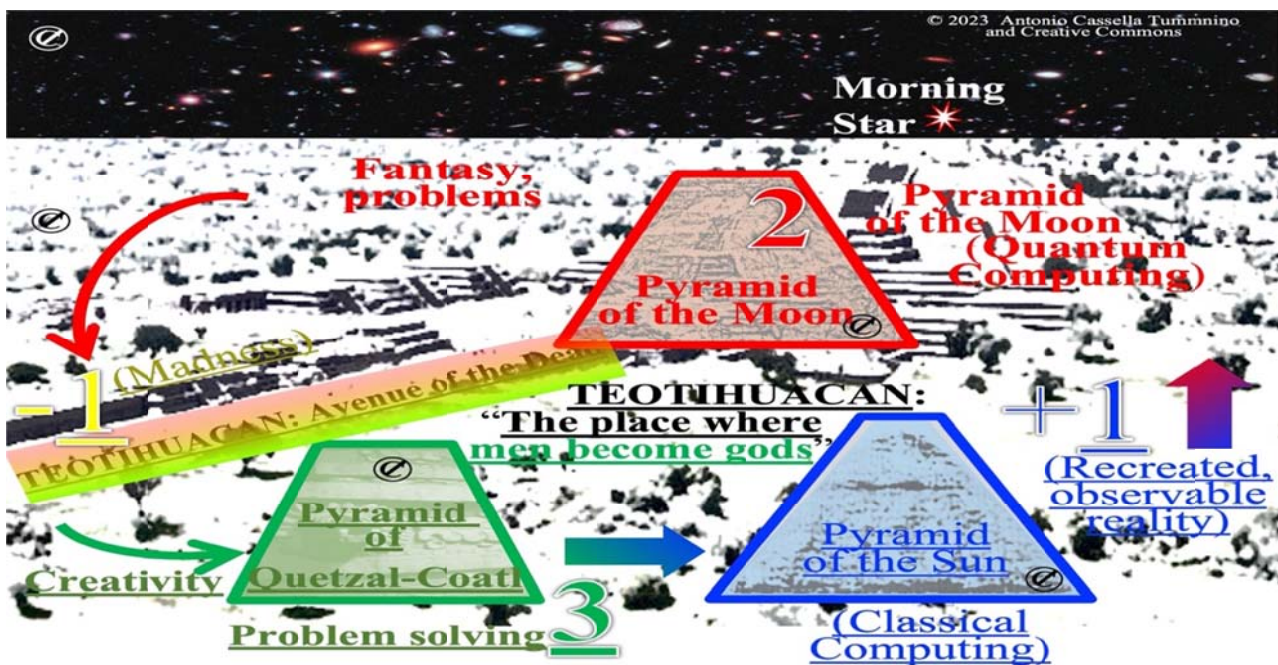 © 2023 Antonio Cassella Tummnino
and Creative Commons
Morning
Star
Fantasy,
problems
2
Pyramid
of the Moon
Pyramid
of the Moon
(Quantum
Computing)
-1
(Madness)
TEOTIHUACAN: Avenue of the Dead
TEOTIHUACAN:
“The place where
men become gods”
+1
(Recreated,
observable
reality)
Creativity
Pyramid
of
Quetzal-Coatl
Problem solving
3
Pyramid
of the Sun
(Classical
Computing)